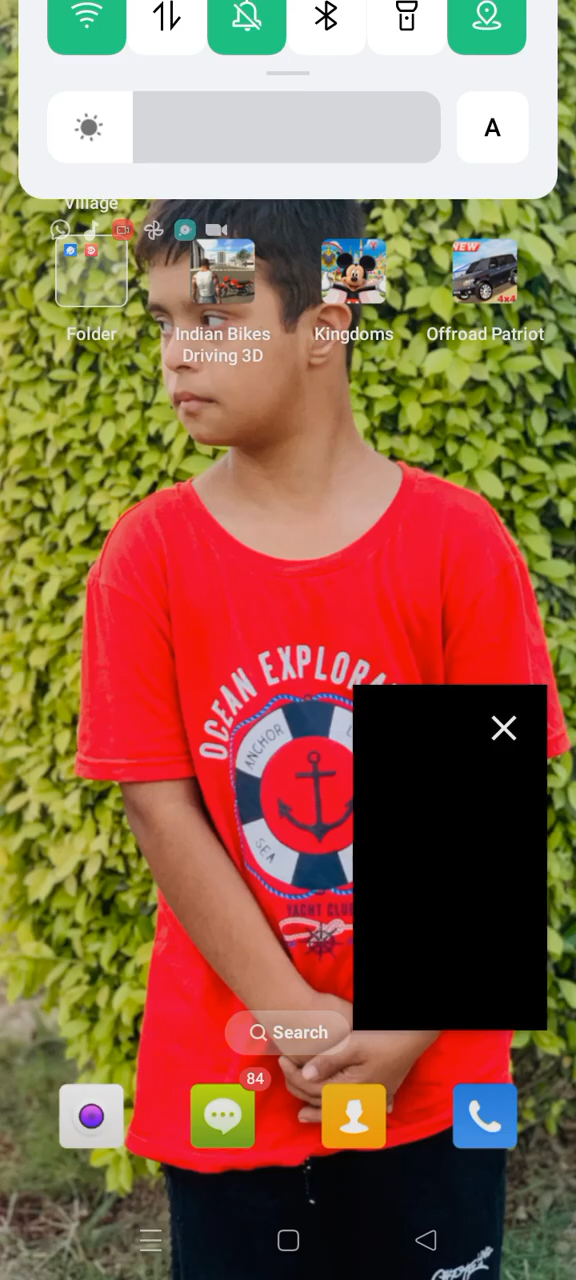 A
Village
NEW
4x4
Folder
Indian Bikes
Driving 3D
Kingdoms
Offroad Patriot
OCEAN EXPLORA
ANCHOR
SEA
YACHT CLUB
Search
84